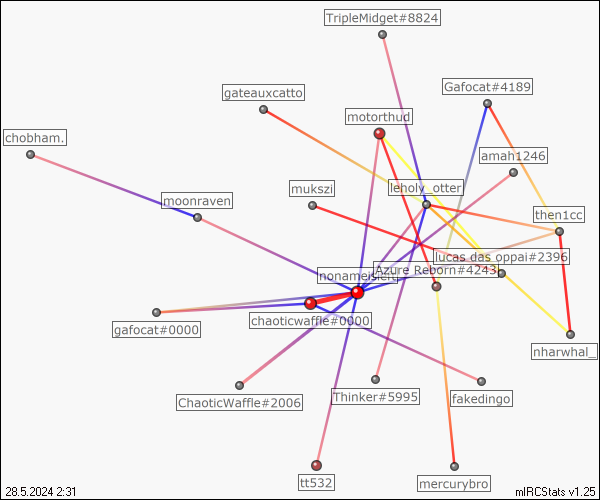 TripleMidget#8824
gateauxcatto
Gafocat#4189
motorthud
chobham.
amah1246
mukszi
leholy_otter
moonraven
then1cc
lucas das oppai#2396
Azure Reborn#4243
gafocat#0000
chaoticwaffle#0000
nharwhal_
ChaoticWaffle#2006
Thinker#5995
fakedingo
tt532
mercurybro
28.5.2024 2:31
mIRCStats v1.25